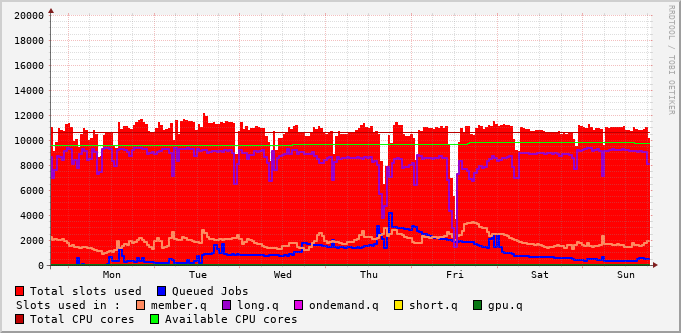 20000
18000
16000
14000
12000
10000
8000
6000
4000
2000
0
Mon Tue Wed Thu Fri Sat Sun
RRDTOOL / TOBI OETIKER
Total slots used Queued Jobs
Slots used in : member.q long.q ondemand.q short.q gpu.q
Total CPU cores Available CPU cores